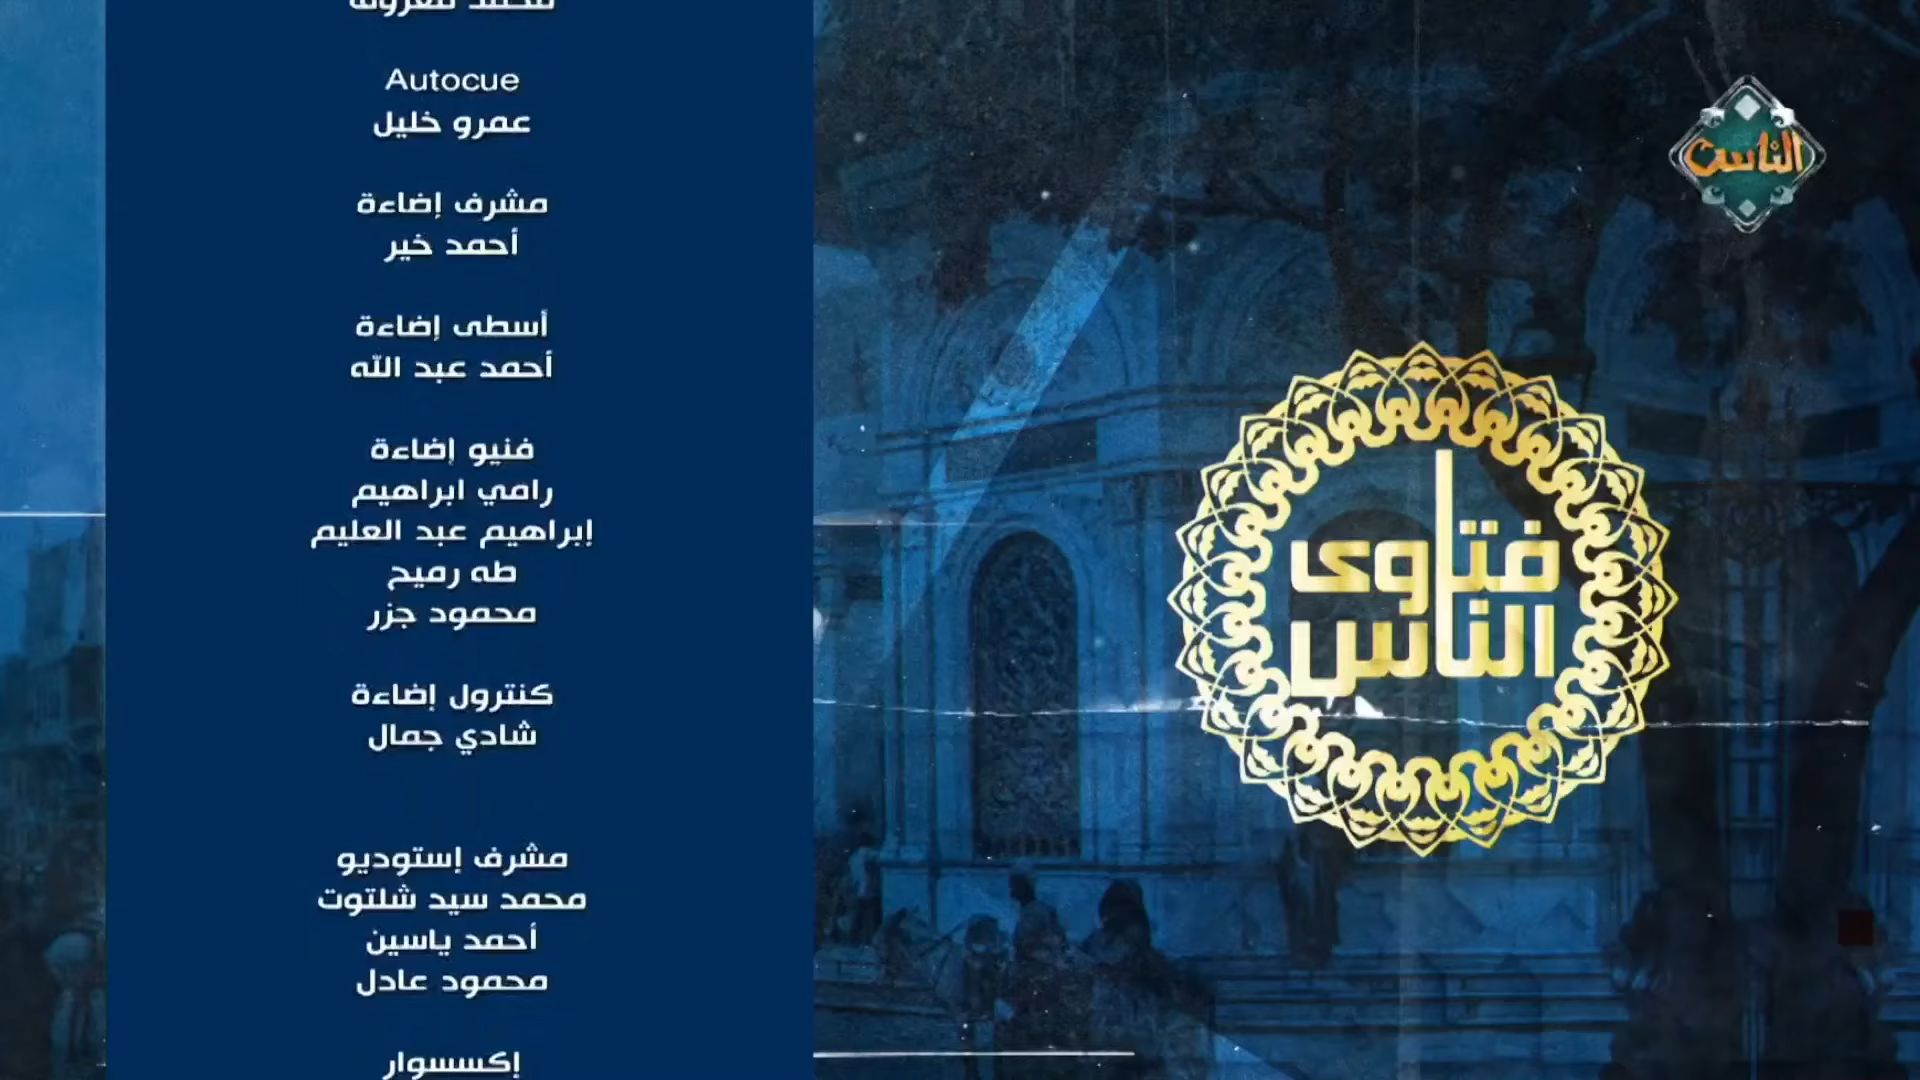 Autocue
عمرو خليل
مشرف إضاءة
أحمد خير
أسطى إضاءة
أحمد عبد الله
فنيو إضاءة
رامي ابراهيم
إبراهيم عبد العليم
طه رميح
محمود جزر
كنترول إضاءة
شادي جمال
مشرف إستوديو
محمد سيد شلتوت
أحمد ياسين
محمود عادل
إكسسوار
الناس
فتاوى
الناس